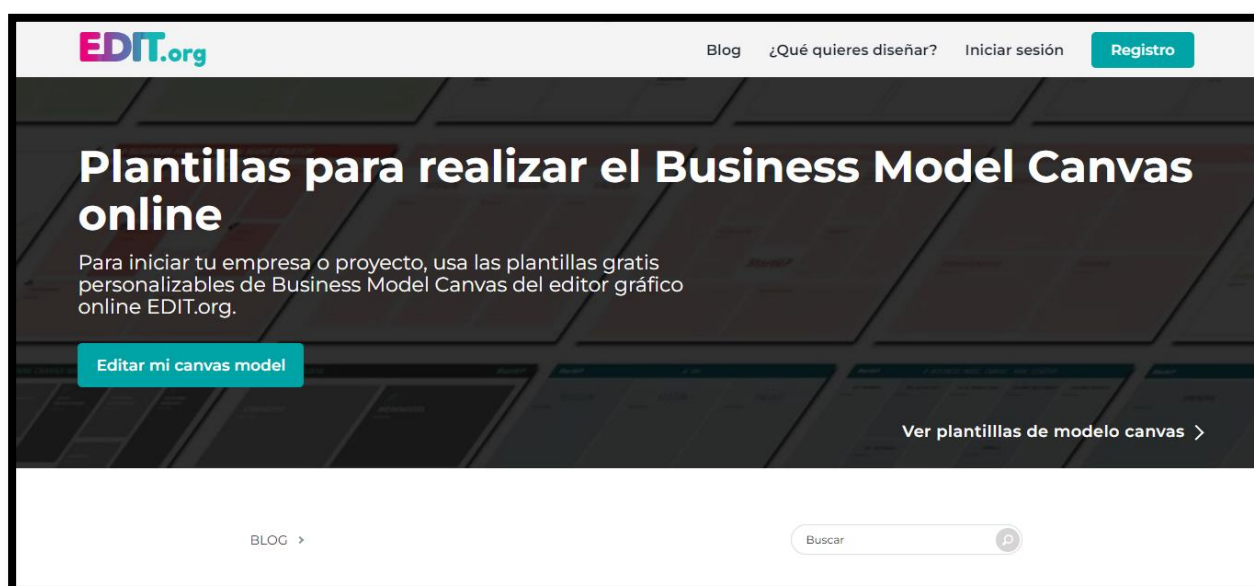 EDIT.org
Blog ¿Qué quieres diseñar? Iniciar sesión Registro
Plantillas para realizar el Business Model Canvas
online
Para iniciar tu empresa o proyecto, usa las plantillas gratis
personalizables de Business Model Canvas del editor gráfico
online EDIT.org.
Editar mi canvas model
Ver plantilllas de modelo canvas >
BLOG >
Buscar